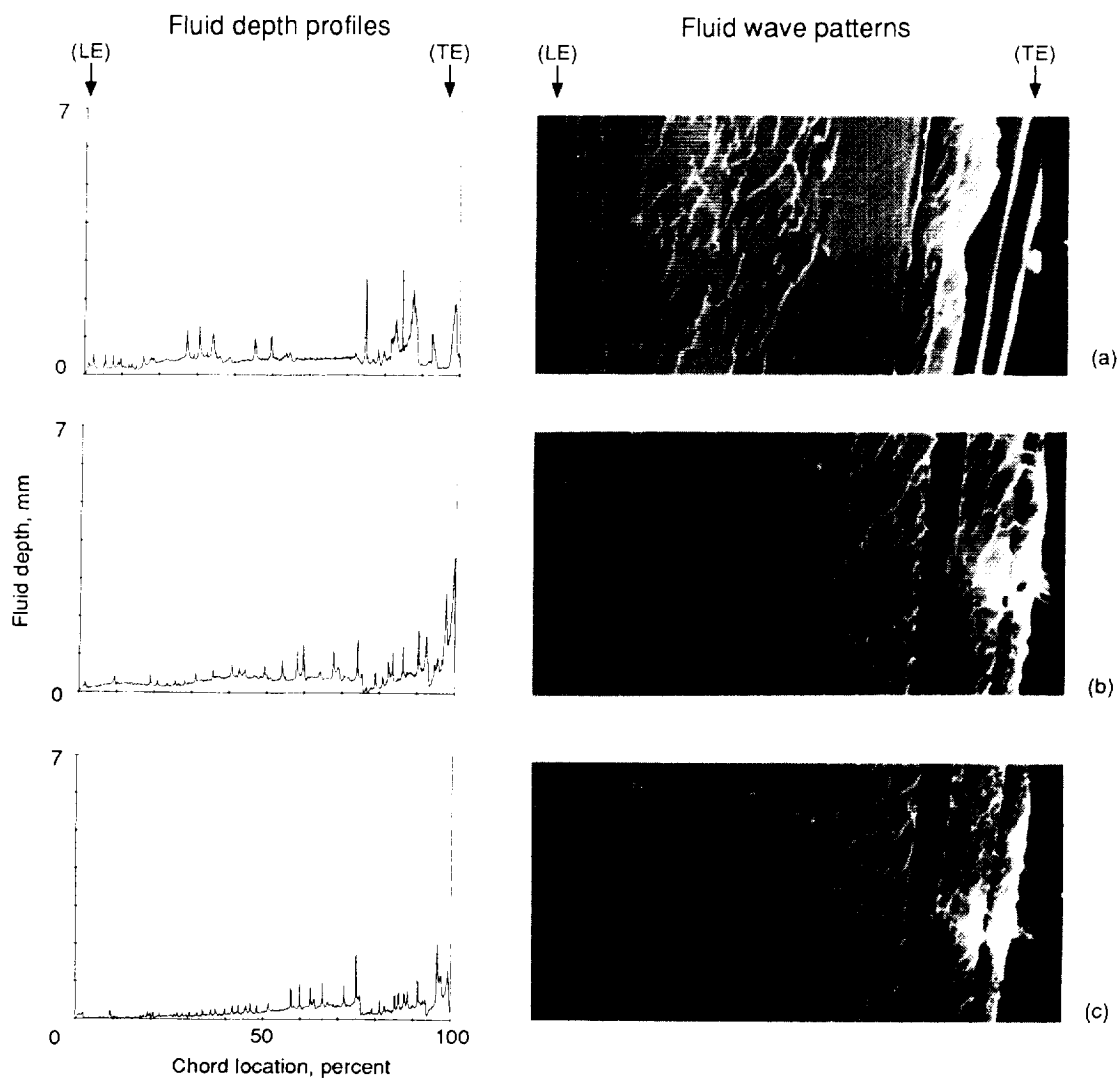 Fluid depth profiles
Fluid wave patterns
(LE)
(TE)
(LE)
(TE)
7
0
(a)
7
Fluid depth, mm
0
(b)
7
0
50
100
(c)
Chord location, percent